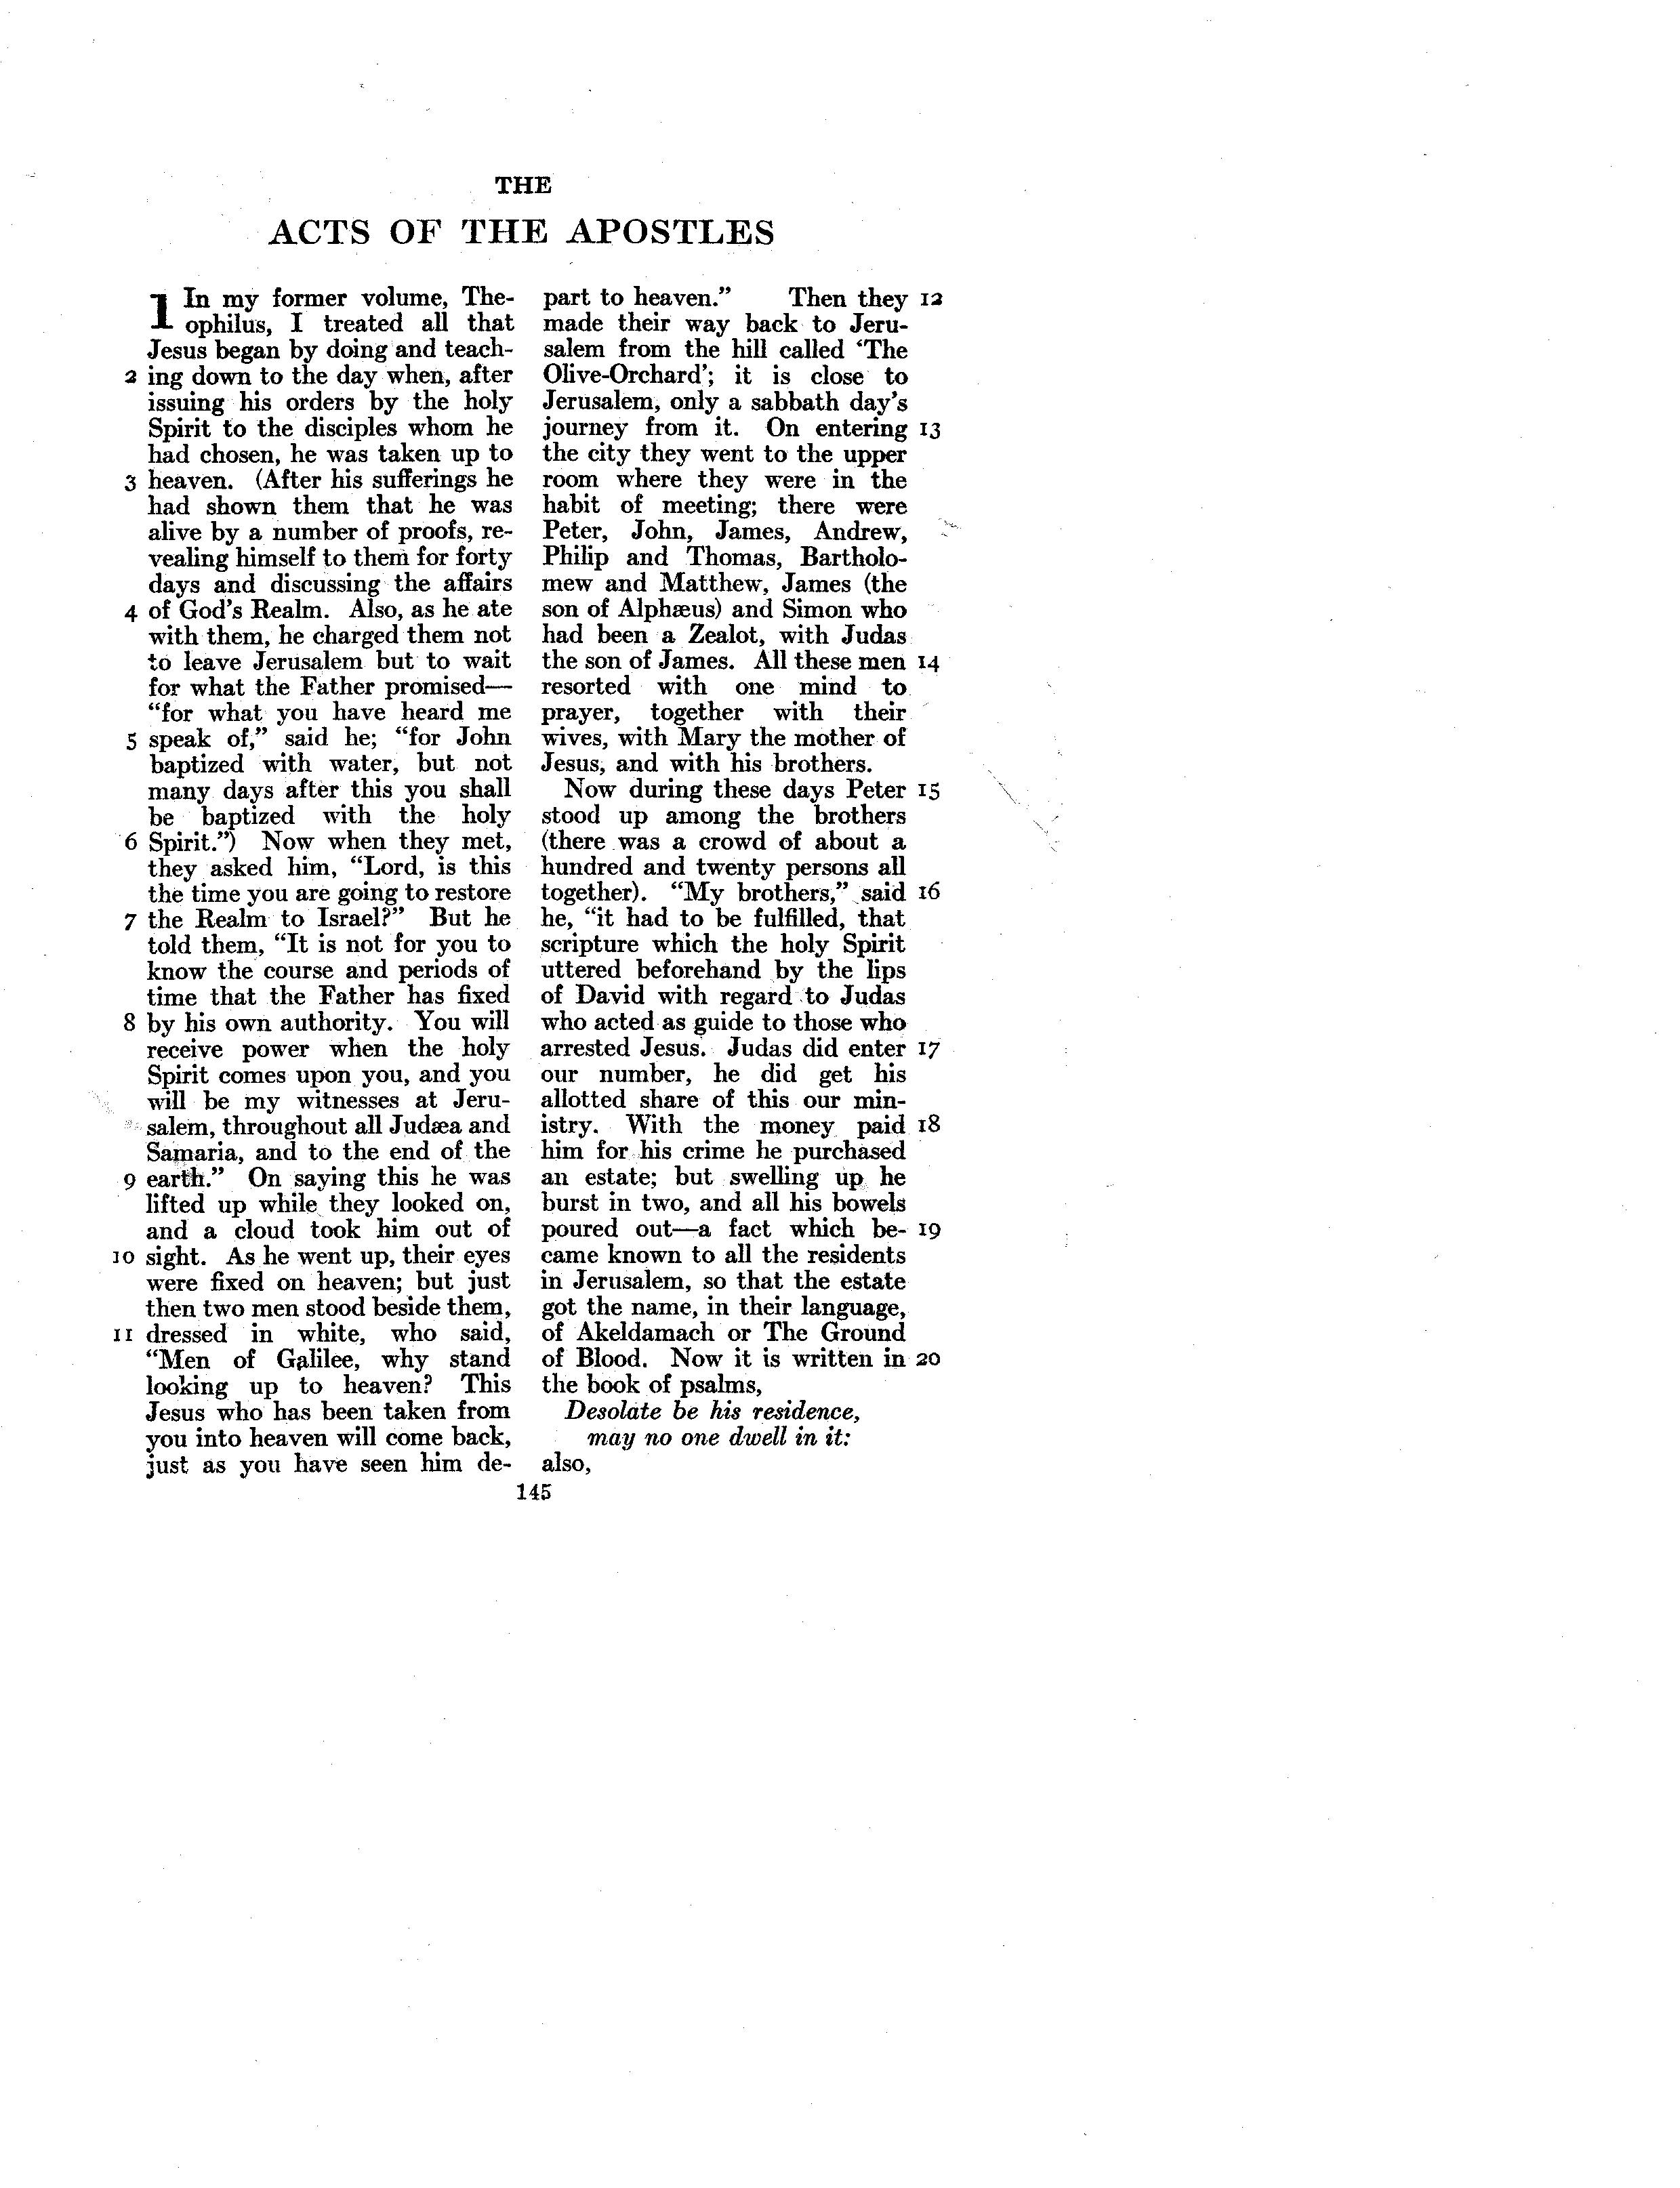 THE
ACTS OF THE APOSTLES
1 In my former volume, The-
ophilus, I treated all that
Jesus began by doing and teach-
2 ing down to the day when, after
issuing his orders by the holy
Spirit to the disciples whom he
had chosen, he was taken up to
3 heaven. (After his sufferings he
had shown them that he was
alive by a number of proofs, re-
vealing himself to them for forty
days and discussing the affairs
4 of God's Realm. Also, as he ate
with them, he charged them not
to leave Jerusalem but to wait
for what the Father promised—
“for what you have heard me
5 speak of,” said he; “for John
baptized with water, but not
many days after this you shall
be baptized with the holy
6 Spirit.”) Now when they met,
they asked him, “Lord, is this
the time you are going to restore
7 the Realm to Israel?” But he
told them, “It is not for you to
know the course and periods of
time that the Father has fixed
8 by his own authority. You will
receive power when the holy
Spirit comes upon you, and you
will be my witnesses at Jeru-
salem, throughout all Judæa and
Samaria, and to the end of the
9 earth.” On saying this he was
lifted up while they looked on,
and a cloud took him out of
10 sight. As he went up, their eyes
were fixed on heaven; but just
then two men stood beside them,
11 dressed in white, who said,
“Men of Galilee, why stand
looking up to heaven? This
Jesus who has been taken from
you into heaven will come back,
just as you have seen him de-
part to heaven.” Then they 12
made their way back to Jeru-
salem from the hill called ‘The
Olive-Orchard’; it is close to
Jerusalem, only a sabbath day's
journey from it. On entering 13
the city they went to the upper
room where they were in the
habit of meeting; there were
Peter, John, James, Andrew,
Philip and Thomas, Bartholo-
mew and Matthew, James (the
son of Alphæus) and Simon who
had been a Zealot, with Judas
the son of James. All these men 14
resorted with one mind to
prayer, together with their
wives, with Mary the mother of
Jesus, and with his brothers.
Now during these days Peter 15
stood up among the brothers
(there was a crowd of about a
hundred and twenty persons all
together). “My brothers,” said 16
he, “it had to be fulfilled, that
scripture which the holy Spirit
uttered beforehand by the lips
of David with regard to Judas
who acted as guide to those who
arrested Jesus. Judas did enter 17
our number, he did get his
allotted share of this our min-
istry. With the money paid 18
him for his crime he purchased
an estate; but swelling up he
burst in two, and all his bowels
poured out—a fact which be- 19
came known to all the residents
in Jerusalem, so that the estate
got the name, in their language,
of Akeldamach or The Ground
of Blood. Now it is written in 20
the book of psalms,
Desolate be his residence,
may no one dwell in it:
also,
145